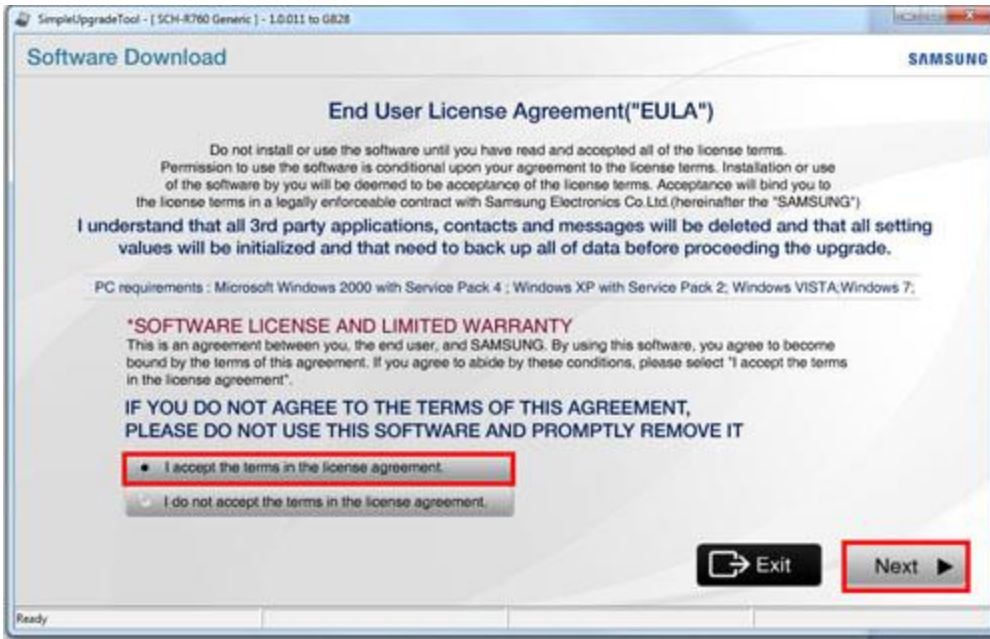 SimpleUpgradeTool - [ SCH-R760 Generic ] - 1.0.011 to GB28
Software Download
SAMSUNG
End User License Agreement("EULA")
Do not install or use the software until you have read and accepted all of the license terms.
Permission to use the software is conditional upon your agreement to the license terms. Installation or use
of the software by you will be deemed to be acceptance of the license terms. Acceptance will bind you to
the license terms in a legally enforceable contract with Samsung Electronics Co.Ltd.(hereinafter the "SAMSUNG")
I understand that all 3rd party applications, contacts and messages will be deleted and that all setting
values will be initialized and that need to back up all of data before proceeding the upgrade.
PC requirements : Microsoft Windows 2000 with Service Pack 4 ; Windows XP with Service Pack 2; Windows VISTA;Windows 7;
*SOFTWARE LICENSE AND LIMITED WARRANTY
This is an agreement between you, the end user, and SAMSUNG. By using this software, you agree to become
bound by the terms of this agreement. If you agree to abide by these conditions, please select "I accept the terms
in the license agreement".
IF YOU DO NOT AGREE TO THE TERMS OF THIS AGREEMENT,
PLEASE DO NOT USE THIS SOFTWARE AND PROMPTLY REMOVE IT
I accept the terms in the license agreement.
I do not accept the terms in the license agreement.
Exit
Next
Ready